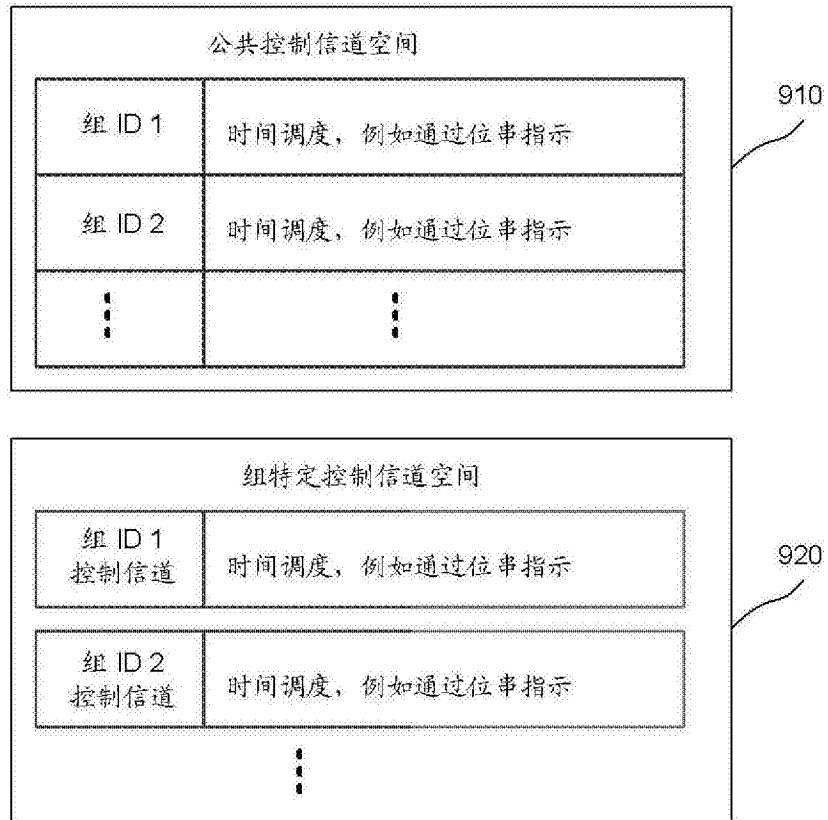 公共控制信道空间
910
组 ID 1
时间调度，例如通过位串指示
组 ID 2
时间调度，例如通过位串指示
组特定控制信道空间
920
组 ID 1
控制信道
时间调度，例如通过位串指示
组 ID 2
控制信道
时间调度，例如通过位串指示